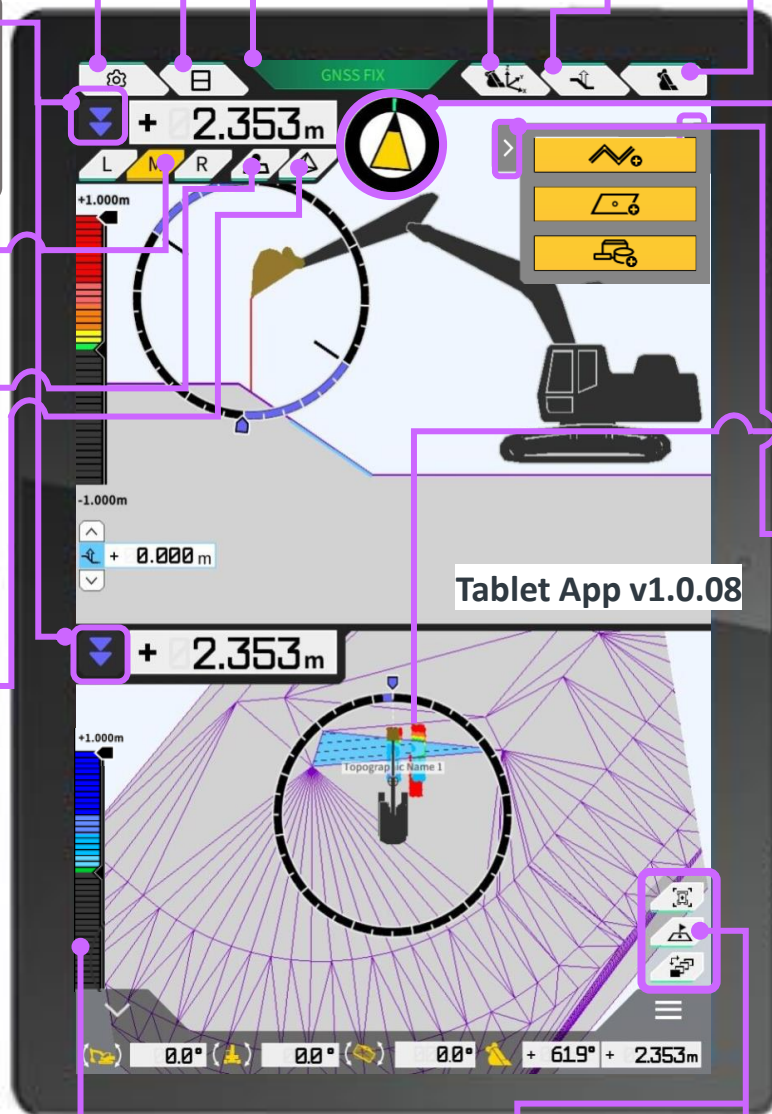 GNSS FIX
+ 2.353m
L M R
+1.000m
-1.000m
+ 0.000 m
Tablet App v1.0.08
+ 2.353m
+1.000m
Topographic Name 1
0.0° 0.0° 0.0° + 61.9° + 2.353m